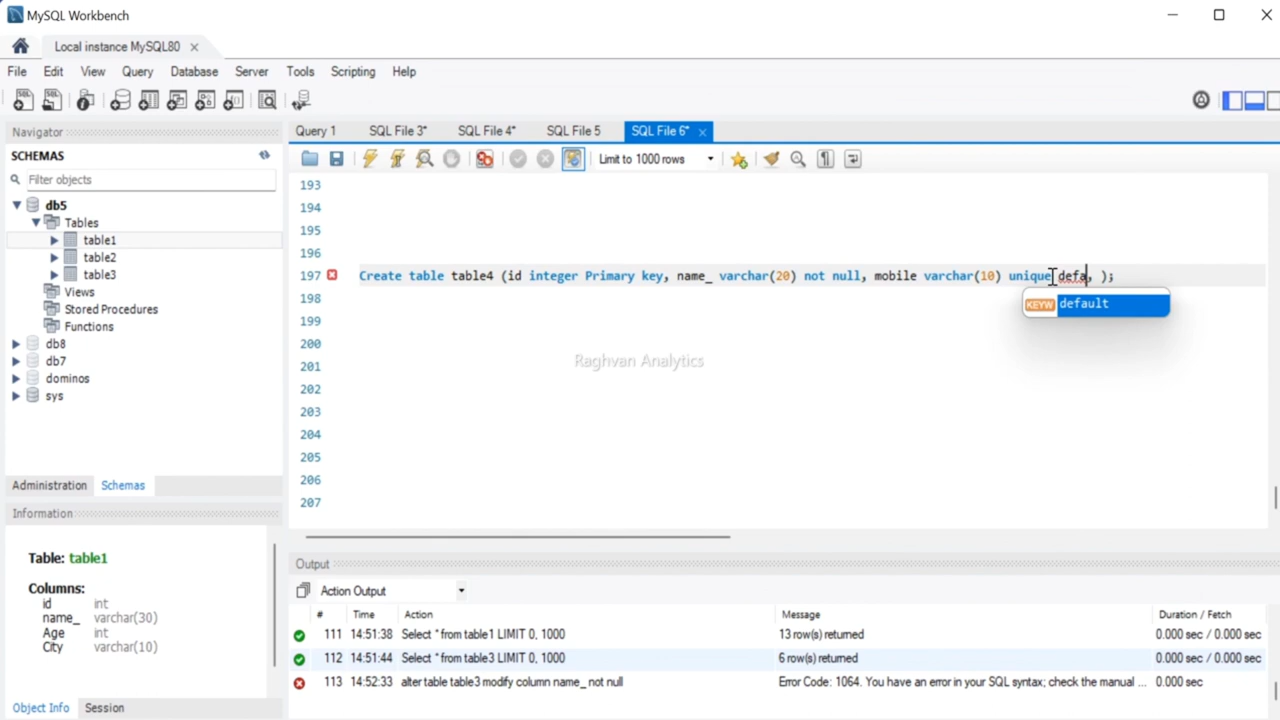 MySQL Workbench
Local instance MySQL80
File Edit View Query Database Server Tools Scripting Help
Navigator
Query 1 SQL File 3* SQL File 4* SQL File 5 SQL File 6*
SCHEMAS
Limit to 1000 rows
Filter objects
db5
Tables
table1
table2
table3
Views
Stored Procedures
Functions
db8
db7
dominos
sys
193
194
195
196
197 Create table table4 (id integer Primary key, name_ varchar(20) not null, mobile varchar(10) unique defa, );
KEYW default
198
199
200
201
202
203
204
205
206
207
Raghvan Analytics
Administration Schemas
Information
Table: table1
Columns:
id int
name_ varchar(30)
Age int
City varchar(10)
Object Info Session
Output
Action Output
# Time Action Message Duration / Fetch
111 14:51:38 Select * from table1 LIMIT 0, 1000 13 row(s) returned 0.000 sec / 0.000 sec
112 14:51:44 Select * from table3 LIMIT 0, 1000 6 row(s) returned 0.000 sec / 0.000 sec
113 14:52:33 alter table table3 modify column name_ not null Error Code: 1064. You have an error in your SQL syntax; check the manual ... 0.000 sec